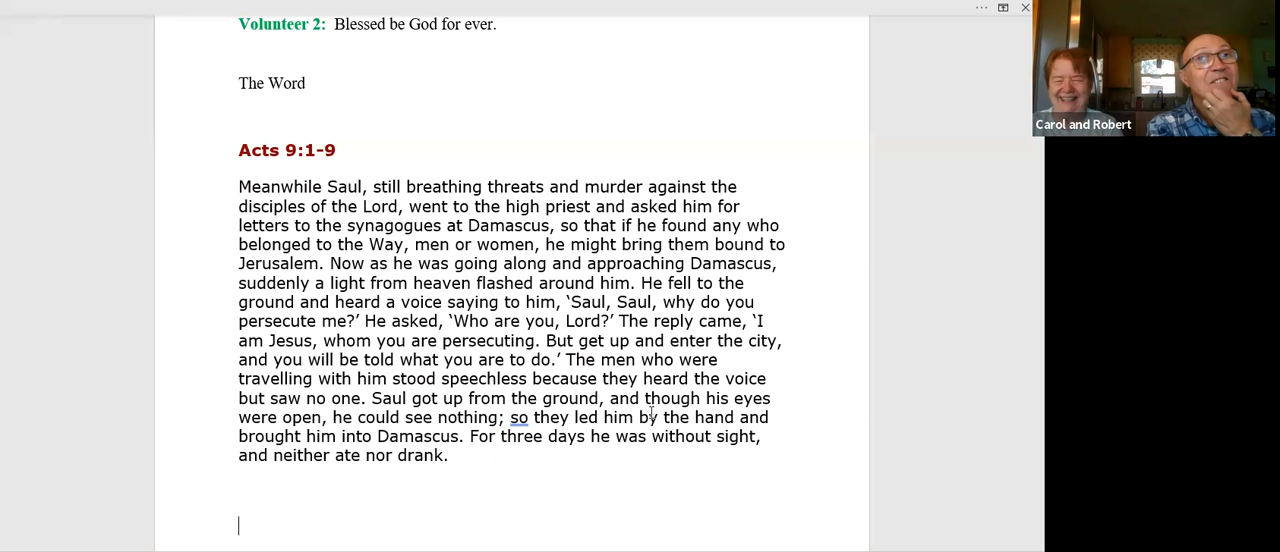 Volunteer 2:  Blessed be God for ever.
The Word
Acts 9:1-9
Meanwhile Saul, still breathing threats and murder against the
disciples of the Lord, went to the high priest and asked him for
letters to the synagogues at Damascus, so that if he found any who
belonged to the Way, men or women, he might bring them bound to
Jerusalem. Now as he was going along and approaching Damascus,
suddenly a light from heaven flashed around him. He fell to the
ground and heard a voice saying to him, ‘Saul, Saul, why do you
persecute me?’ He asked, ‘Who are you, Lord?’ The reply came, ‘I
am Jesus, whom you are persecuting. But get up and enter the city,
and you will be told what you are to do.’ The men who were
travelling with him stood speechless because they heard the voice
but saw no one. Saul got up from the ground, and though his eyes
were open, he could see nothing; so they led him by the hand and
brought him into Damascus. For three days he was without sight,
and neither ate nor drank.
Carol and Robert